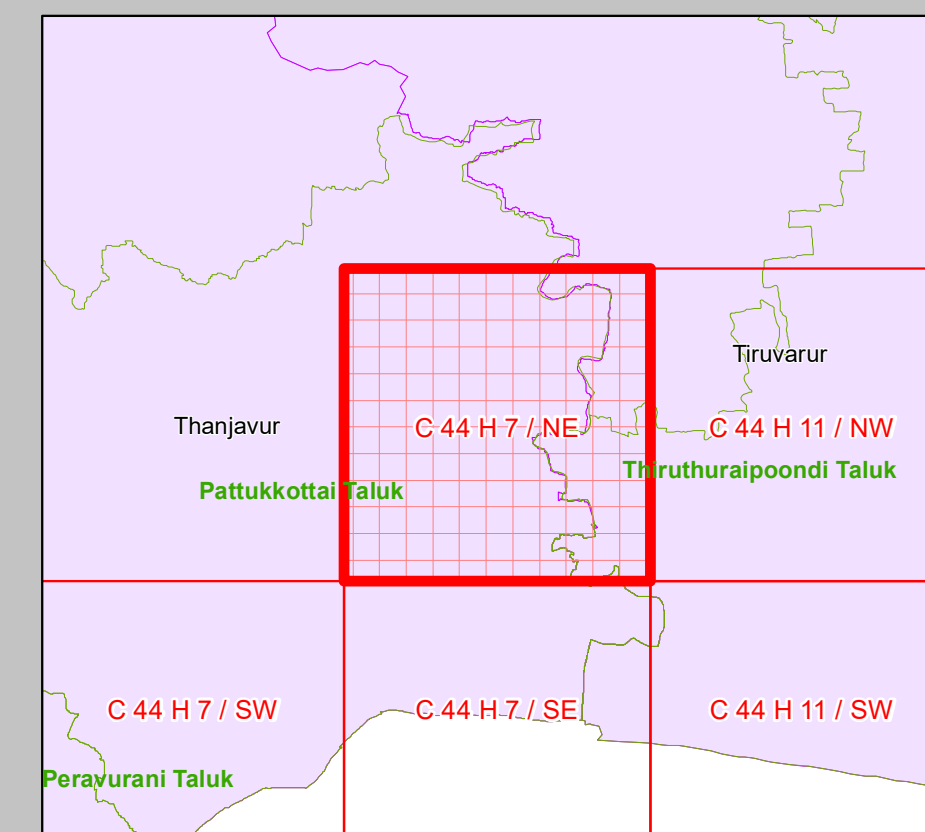 Tiruvarur
Thanjavur
C 44 H 7 / NE
C 44 H 11 / NW
Thiruthuraipoondi Taluk
Pattukkottai Taluk
C 44 H 7 / SW
C 44 H 7 / SE
C 44 H 11 / SW
Peravurani Taluk